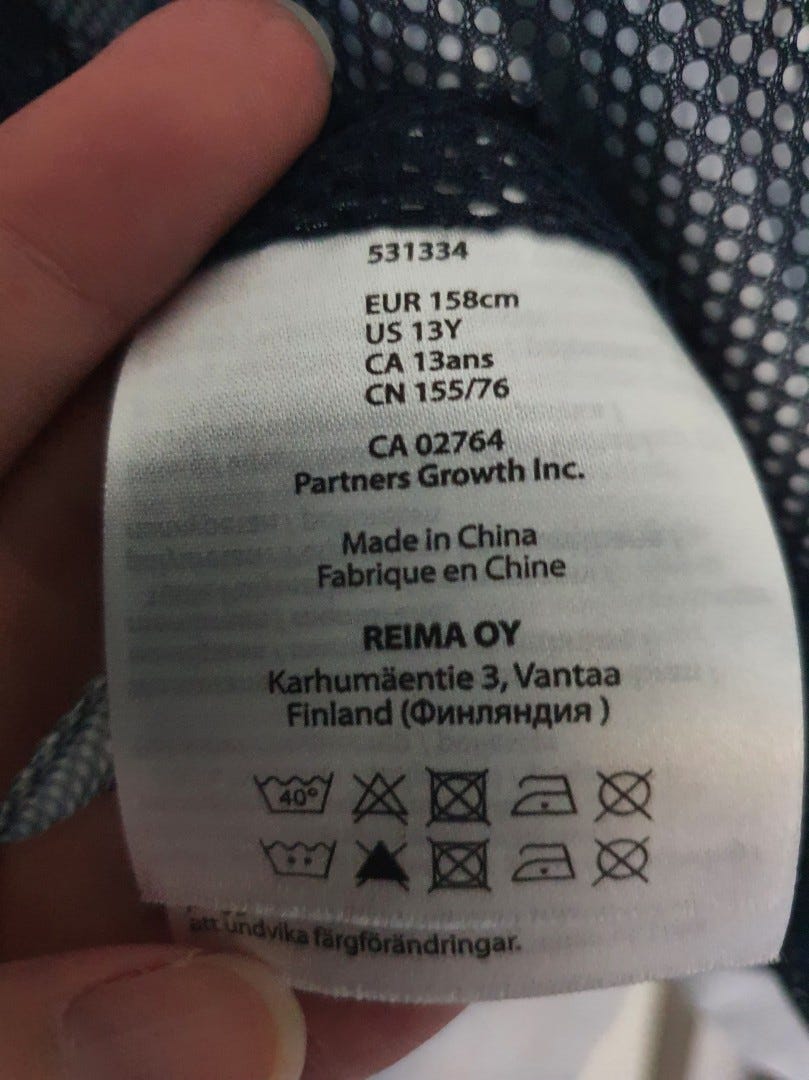 531334
EUR 158cm
US 13Y
CA 13ans
CN 155/76
CA 02764
Partners Growth Inc.
Made in China
Fabrique en Chine
REIMA OY
Karhumäentie 3, Vantaa
Finland (Финляндия )
40°
att undvika färgförändringar.